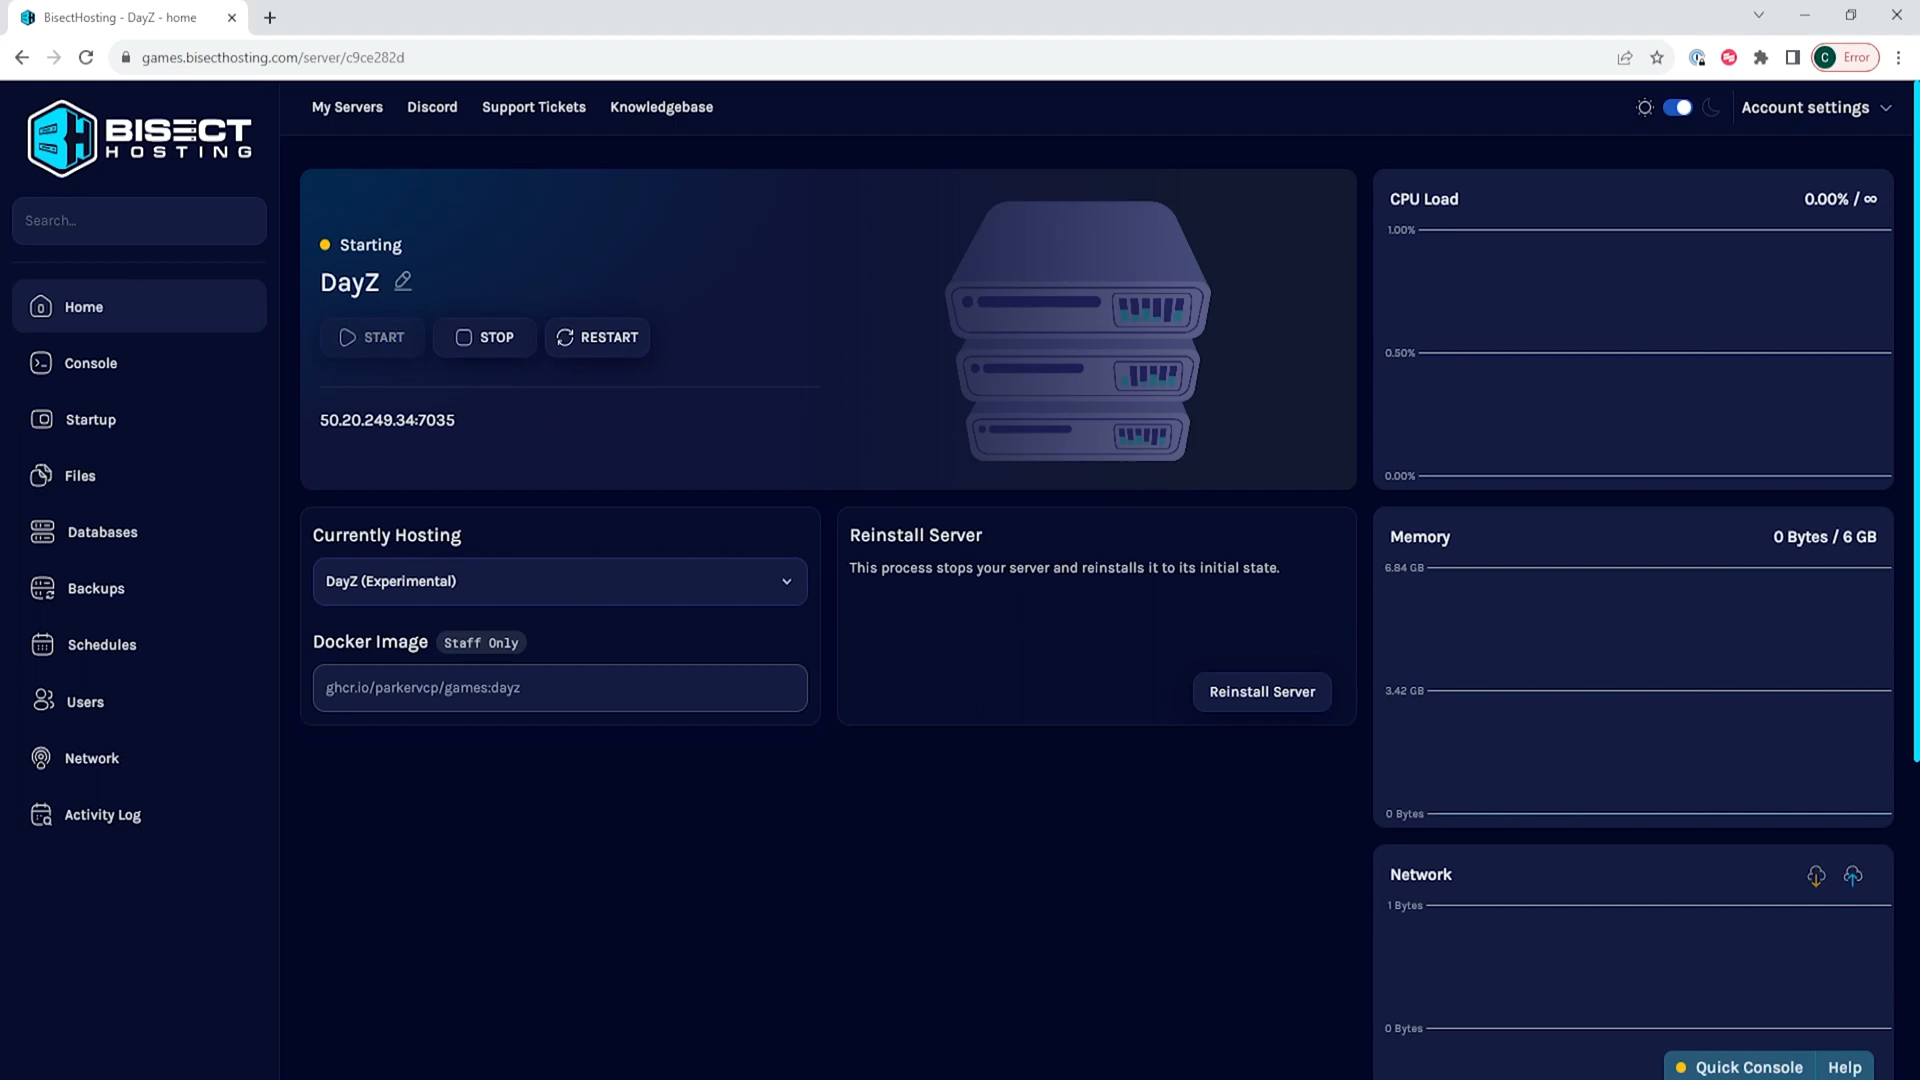 BisectHosting - DayZ - home
games.bisecthosting.com/server/c9ce282d
C Error
BISECT
HOSTING
My Servers Discord Support Tickets Knowledgebase
Account settings
Search...
Home
Console
Startup
Files
Databases
Backups
Schedules
Users
Network
Activity Log
Starting
DayZ
START STOP RESTART
50.20.249.34:7035
Currently Hosting
DayZ (Experimental)
Docker Image Staff Only
ghcr.io/parkervcp/games:dayz
Reinstall Server
This process stops your server and reinstalls it to its initial state.
Reinstall Server
CPU Load 0.00% / ∞
1.00%
0.50%
0.00%
Memory 0 Bytes / 6 GB
6.84 GB
3.42 GB
0 Bytes
Network
1 Bytes
0 Bytes
Quick Console Help